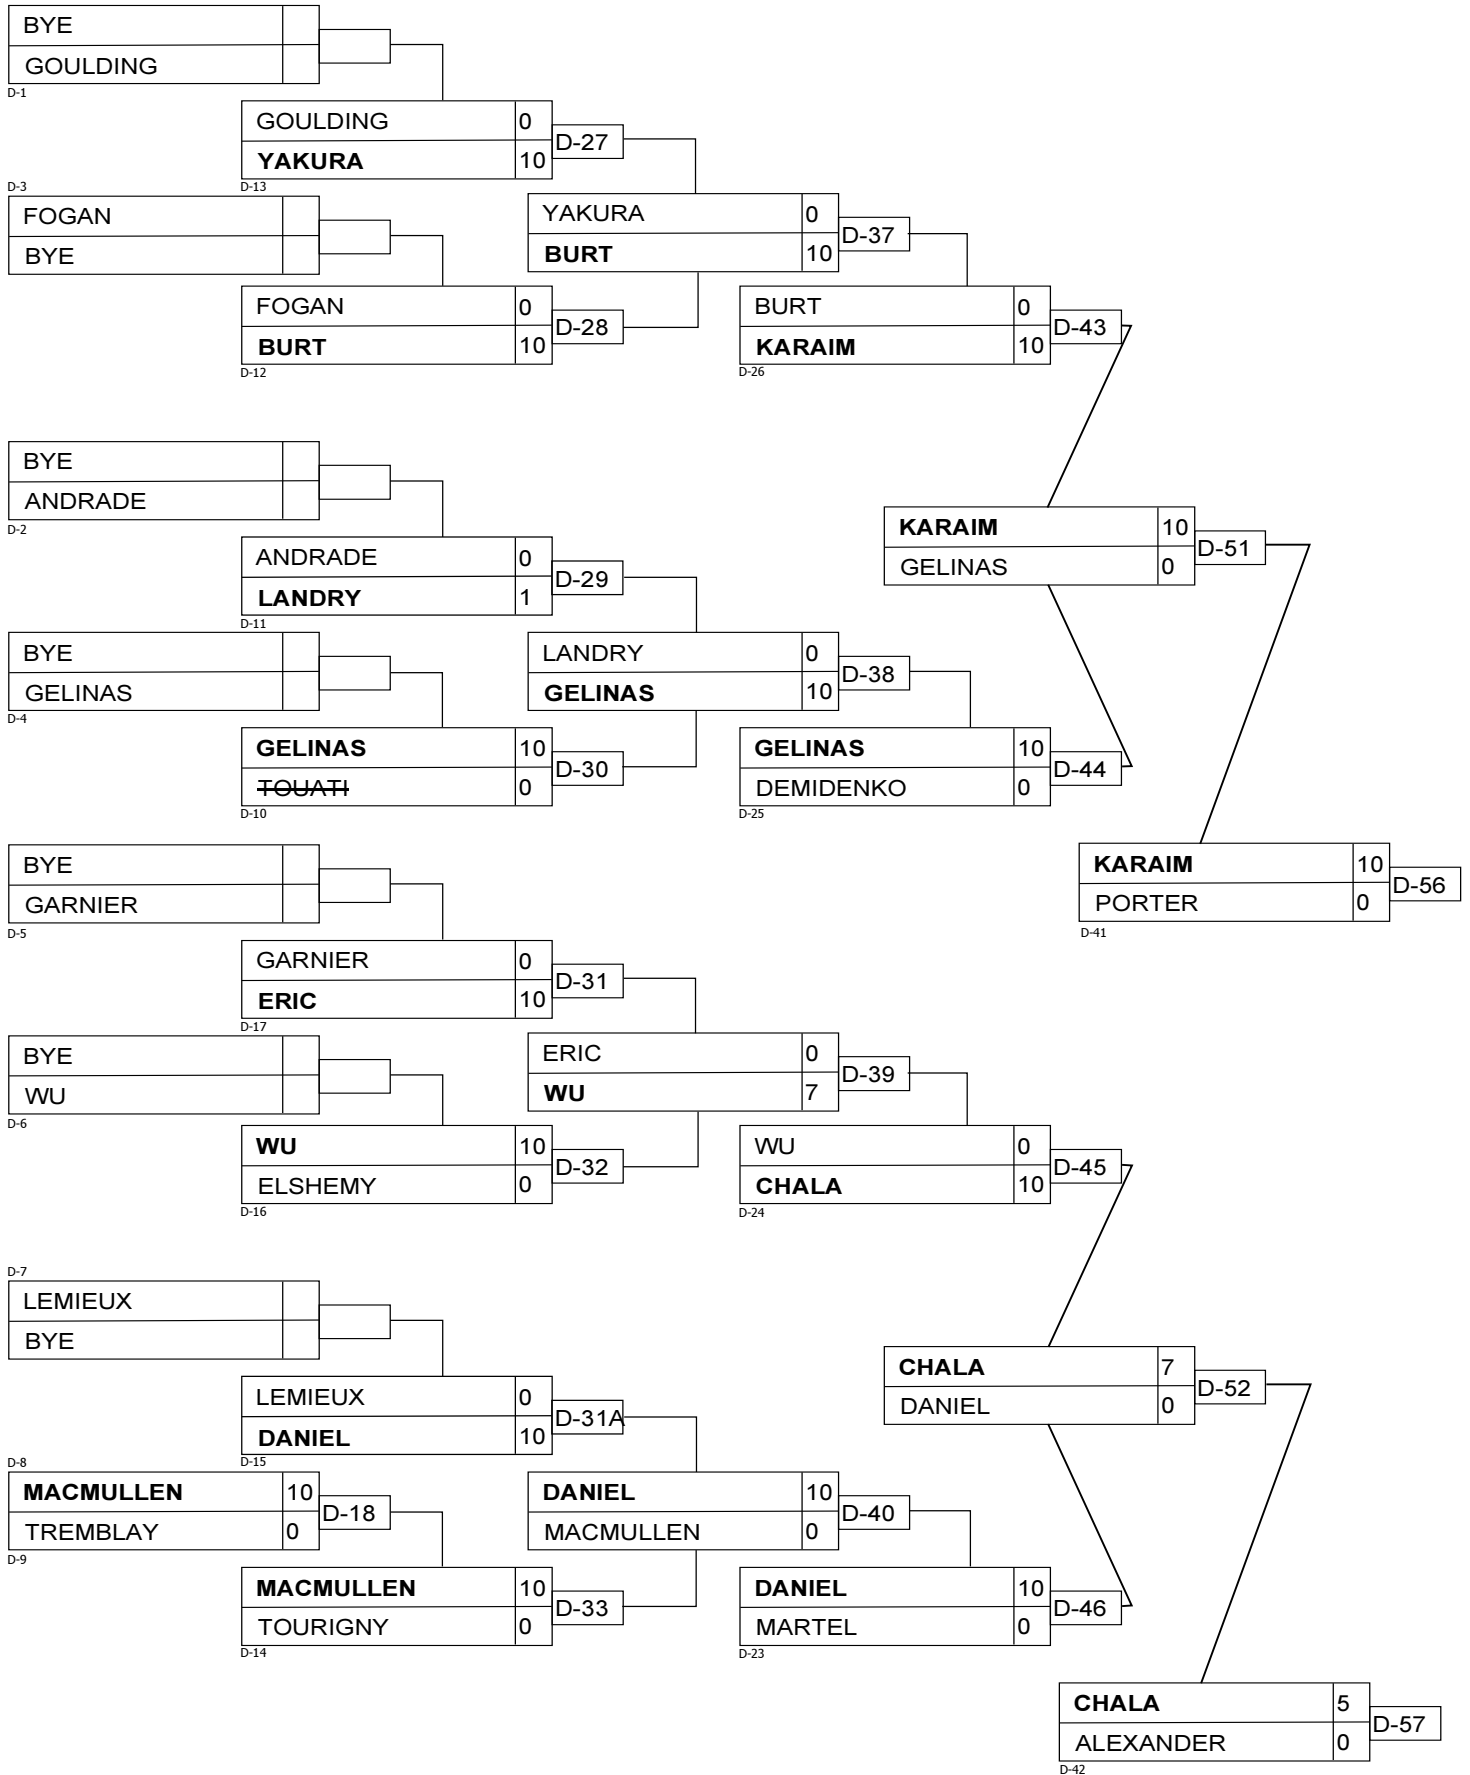 BYE
GOULDING
D-1
GOULDING 0
YAKURA 10
D-27
D-13
D-3
FOGAN
BYE
YAKURA 0
BURT 10
D-37
FOGAN 0
BURT 10
D-28
D-12
BURT 0
KARAIM 10
D-43
D-26
BYE
ANDRADE
D-2
KARAIM 10
GELINAS 0
D-51
ANDRADE 0
LANDRY 1
D-29
D-11
BYE
GELINAS
D-4
LANDRY 0
GELINAS 10
D-38
GELINAS 10
TOUATI 0
D-30
D-10
GELINAS 10
DEMIDENKO 0
D-44
D-25
BYE
GARNIER
D-5
KARAIM 10
PORTER 0
D-56
D-41
GARNIER 0
ERIC 10
D-31
D-17
BYE
WU
D-6
ERIC 0
WU 7
D-39
WU 10
ELSHEMY 0
D-32
D-16
WU 0
CHALA 10
D-45
D-24
D-7
LEMIEUX
BYE
CHALA 7
DANIEL 0
D-52
LEMIEUX 0
DANIEL 10
D-31A
D-15
D-8
MACMULLEN 10
TREMBLAY 0
D-18
D-9
DANIEL 10
MACMULLEN 0
D-40
MACMULLEN 10
TOURIGNY 0
D-33
D-14
DANIEL 10
MARTEL 0
D-46
D-23
CHALA 5
ALEXANDER 0
D-57
D-42